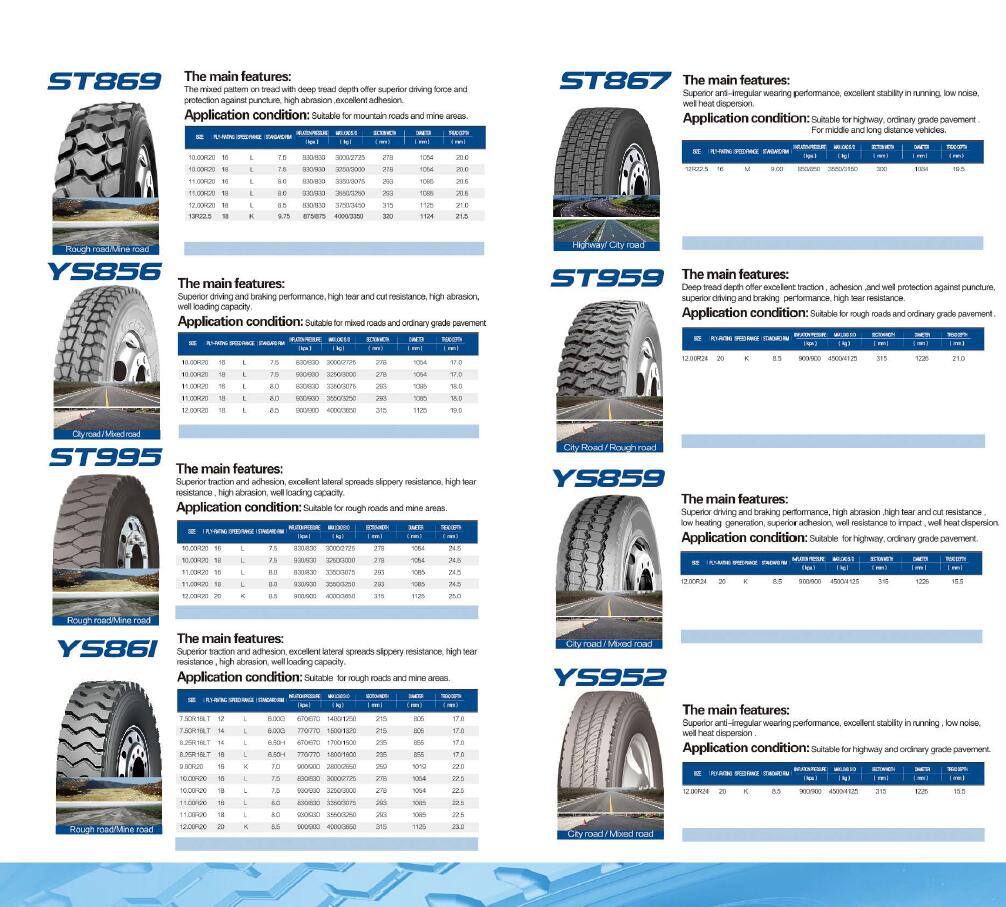 ST869
The main features:
The mixed pattern on tread with deep tread depth offer superior driving force and
protection against puncture, high abrasion ,excellent adhesion.
Application condition: Suitable for mountain roads and mine areas.
SIZE PLY-RATING SPEED RANGE STANDARD RIM INFLATION PRESSURE (kpa) MAX LOAD S/D (kg) SECTION WIDTH (mm) DIAMETER (mm) TREAD DEPTH (mm)
10.00R20 16 L 7.5 830/830 3000/2725 278 1054 20.0
10.00R20 18 L 7.5 930/930 3250/3000 278 1054 20.0
11.00R20 16 L 8.0 830/830 3350/3075 293 1085 20.5
11.00R20 18 L 8.0 930/930 3550/3250 293 1085 20.5
12.00R20 18 L 8.5 830/830 3750/3450 315 1125 21.0
13R22.5 18 K 9.75 875/875 4000/3350 320 1124 21.5
Rough road/Mine road
YS856
The main features:
Superior driving and braking performance, high tear and cut resistance, high abrasion,
well loading capacity.
Application condition: Suitable for mixed roads and ordinary grade pavement
SIZE PLY-RATING SPEED RANGE STANDARD RIM INFLATION PRESSURE (kpa) MAX LOAD S/D (kg) SECTION WIDTH (mm) DIAMETER (mm) TREAD DEPTH (mm)
10.00R20 16 L 7.5 830/830 3000/2725 278 1054 17.0
10.00R20 18 L 7.5 930/930 3250/3000 278 1054 17.0
11.00R20 16 L 8.0 830/830 3350/3075 293 1085 18.0
11.00R20 18 L 8.0 930/930 3550/3250 293 1085 18.0
12.00R20 18 L 8.5 900/900 4000/3650 315 1125 19.0
City road / Mixed road
ST995
The main features:
Superior traction and adhesion, excellent lateral spreads slippery resistance, high tear
resistance , high abrasion, well loading capacity.
Application condition: Suitable for rough roads and mine areas.
SIZE PLY-RATING SPEED RANGE STANDARD RIM INFLATION PRESSURE (kpa) MAX LOAD S/D (kg) SECTION WIDTH (mm) DIAMETER (mm) TREAD DEPTH (mm)
10.00R20 16 L 7.5 830/830 3000/2725 278 1054 24.5
10.00R20 18 L 7.5 930/930 3250/3000 278 1054 24.5
11.00R20 16 L 8.0 830/830 3350/3075 293 1085 24.5
11.00R20 18 L 8.0 930/930 3550/3250 293 1085 24.5
12.00R20 20 K 8.5 900/900 4000/3650 315 1125 25.0
Rough road/Mine road
YS861
The main features:
Superior traction and adhesion, excellent lateral spreads slippery resistance, high tear
resistance , high abrasion, well loading capacity.
Application condition: Suitable for rough roads and mine areas.
SIZE PLY-RATING SPEED RANGE STANDARD RIM INFLATION PRESSURE (kpa) MAX LOAD S/D (kg) SECTION WIDTH (mm) DIAMETER (mm) TREAD DEPTH (mm)
7.50R16LT 12 L 6.00G 670/670 1450/1250 215 805 17.0
7.50R16LT 14 L 6.00G 770/770 1500/1320 215 805 17.0
8.25R16LT 14 L 6.50H 670/670 1700/1500 235 855 17.0
8.25R16LT 16 L 6.50H 770/770 1800/1600 235 855 17.0
9.00R20 16 K 7.0 900/900 2800/2650 259 1019 22.0
10.00R20 16 L 7.5 830/830 3000/2725 278 1054 22.5
10.00R20 18 L 7.5 930/930 3250/3000 278 1054 22.5
11.00R20 16 L 8.0 830/830 3350/3075 293 1085 22.5
11.00R20 18 L 8.0 930/930 3550/3250 293 1085 22.5
12.00R20 20 K 8.5 900/900 4000/3650 315 1125 23.0
Rough road/Mine road
ST867
The main features:
Superior anti-irregular wearing performance, excellent stability in running, low noise,
well heat dispersion.
Application condition: Suitable for highway, ordinary grade pavement .
For middle and long distance vehicles.
SIZE PLY-RATING SPEED RANGE STANDARD RIM INFLATION PRESSURE (kpa) MAX LOAD S/D (kg) SECTION WIDTH (mm) DIAMETER (mm) TREAD DEPTH (mm)
12R22.5 16 M 9.00 850/850 3550/3150 300 1084 19.5
Highway/ City road
ST959
The main features:
Deep tread depth offer excellent traction , adhesion ,and well protection against puncture,
superior driving and braking performance, high tear resistance.
Application condition: Suitable for rough roads and ordinary grade pavement .
SIZE PLY-RATING SPEED RANGE STANDARD RIM INFLATION PRESSURE (kpa) MAX LOAD S/D (kg) SECTION WIDTH (mm) DIAMETER (mm) TREAD DEPTH (mm)
12.00R24 20 K 8.5 900/900 4500/4125 315 1226 21.0
City Road / Rough road
YS859
The main features:
Superior driving and braking performance, high abrasion ,high tear and cut resistance ,
low heating generation, superior adhesion, well resistance to impact , well heat dispersion.
Application condition: Suitable for highway, ordinary grade pavement.
SIZE PLY-RATING SPEED RANGE STANDARD RIM INFLATION PRESSURE (kpa) MAX LOAD S/D (kg) SECTION WIDTH (mm) DIAMETER (mm) TREAD DEPTH (mm)
12.00R24 20 K 8.5 900/900 4500/4125 315 1226 15.5
City road / Mixed road
YS952
The main features:
Superior anti-irregular wearing performance, excellent stability in running , low noise,
well heat dispersion .
Application condition: Suitable for highway and ordinary grade pavement.
SIZE PLY-RATING SPEED RANGE STANDARD RIM INFLATION PRESSURE (kpa) MAX LOAD S/D (kg) SECTION WIDTH (mm) DIAMETER (mm) TREAD DEPTH (mm)
12.00R24 20 K 8.5 900/900 4500/4125 315 1226 15.5
City road / Mixed road